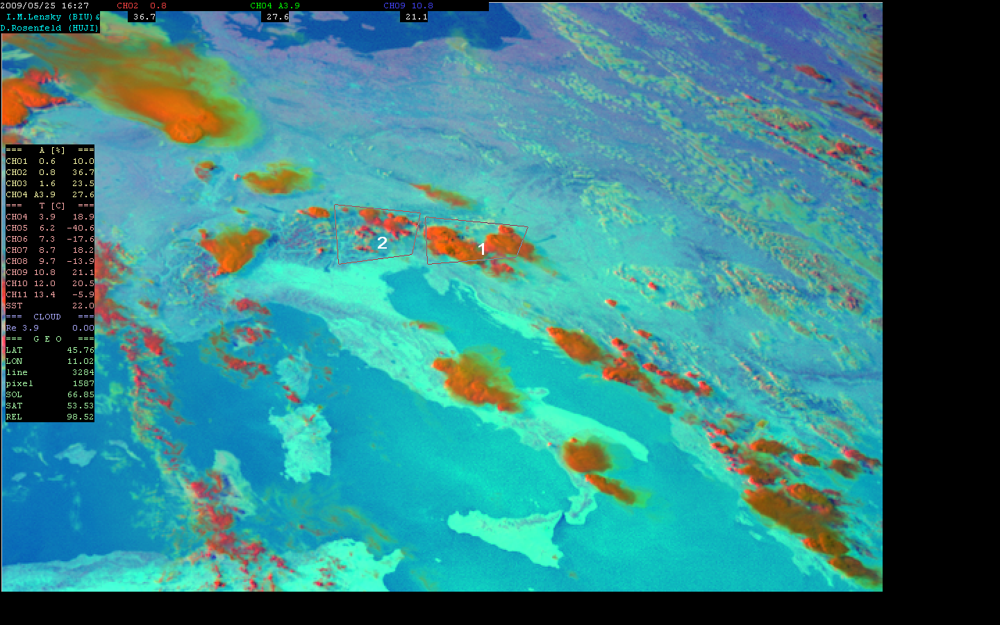 2009/05/25 16:27 CH02 0.8 CH04 A3.9 CH09 10.8
I.M.Lensky (BIU)& 36.7 27.6 21.1
D.Rosenfeld (HUJI)
=== A [%] ===
CH01 0.6 10.0
CH02 0.8 36.7
CH03 1.6 23.5
CH04 A3.9 27.6
=== T [C] ===
CH04 3.9 18.9
CH05 6.2 -40.6
CH06 7.3 -17.6
CH07 8.7 18.2
CH08 9.7 -13.9
CH09 10.8 21.1
CH10 12.0 20.5
CH11 13.4 -5.9
SST 22.0
=== CLOUD ===
Re 3.9 0.00
=== G E O ===
LAT 45.76
LON 11.02
line 3284
pixel 1587
SOL 66.85
SAT 53.53
REL 98.52
2
1